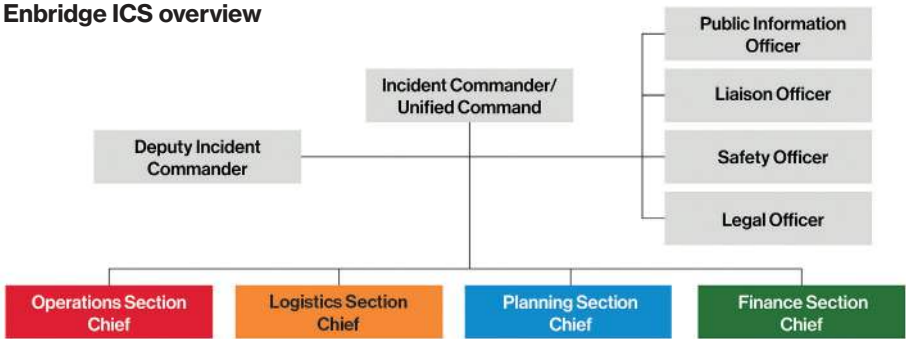 Enbridge ICS overview
Public Information
Officer
Incident Commander/
Unified Command
Liaison Officer
Deputy Incident
Commander
Safety Officer
Legal Officer
Operations Section
Chief
Logistics Section
Chief
Planning Section
Chief
Finance Section
Chief